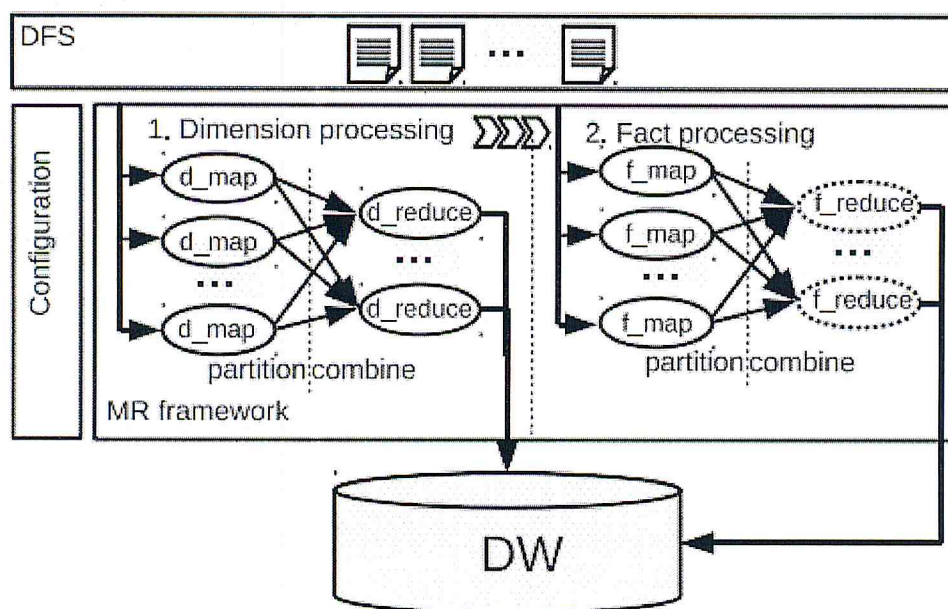 DFS
...
Configuration
1. Dimension processing
d_map
d_map
...
d_map
d_reduce
...
d_reduce
partition combine
2. Fact processing
f_map
f_map
...
f_map
f_reduce
...
f_reduce
partition combine
MR framework
DW